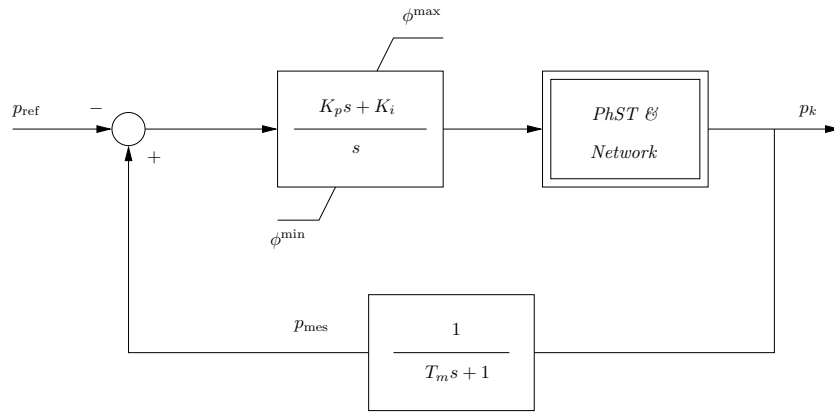 ϕ^max
p_ref
−
+
K_p s + K_i
s
PhST &
Network
p_k
ϕ^min
p_mes
1
T_m s + 1